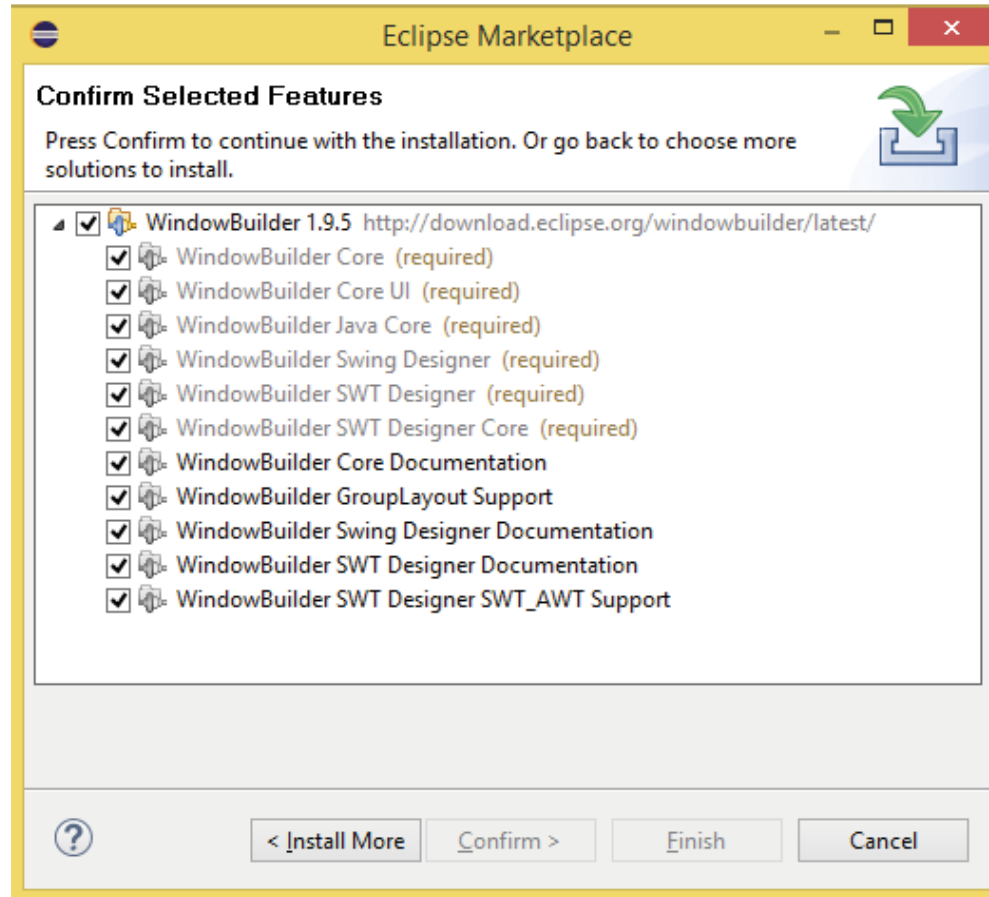 Eclipse Marketplace
Confirm Selected Features
Press Confirm to continue with the installation. Or go back to choose more
solutions to install.
WindowBuilder 1.9.5 http://download.eclipse.org/windowbuilder/latest/
WindowBuilder Core (required)
WindowBuilder Core UI (required)
WindowBuilder Java Core (required)
WindowBuilder Swing Designer (required)
WindowBuilder SWT Designer (required)
WindowBuilder SWT Designer Core (required)
WindowBuilder Core Documentation
WindowBuilder GroupLayout Support
WindowBuilder Swing Designer Documentation
WindowBuilder SWT Designer Documentation
WindowBuilder SWT Designer SWT_AWT Support
? < Install More Confirm > Finish Cancel